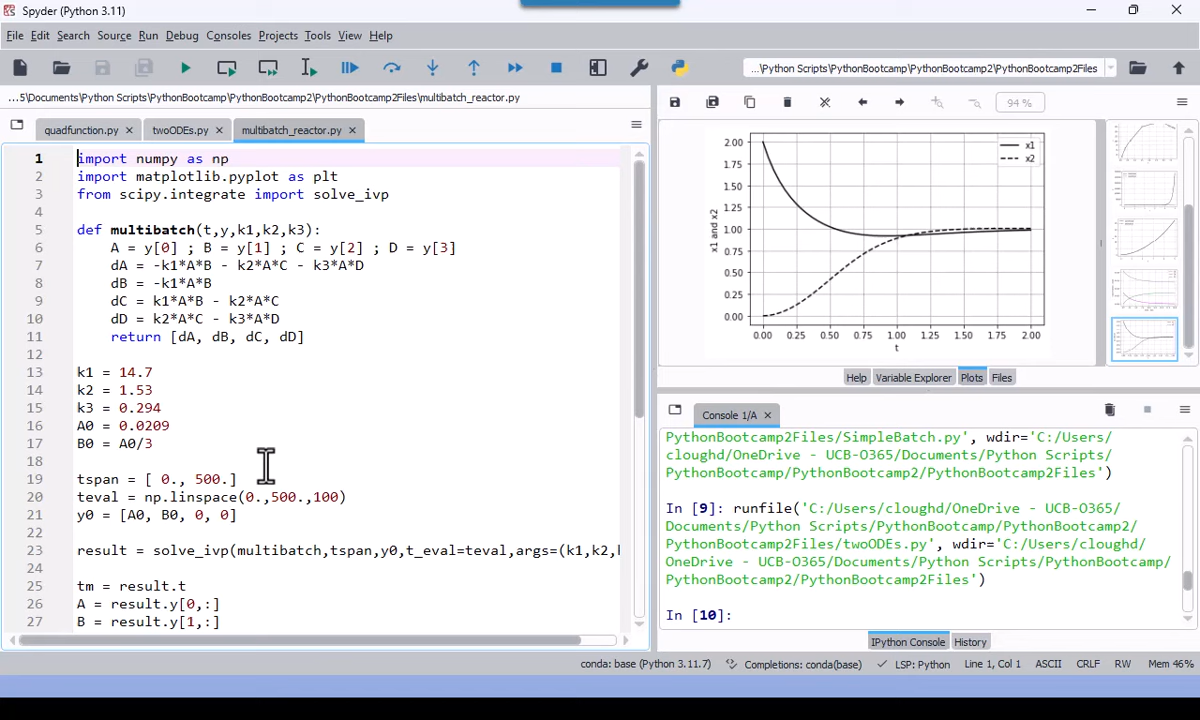 Spyder (Python 3.11)
File Edit Search Source Run Debug Consoles Projects Tools View Help
...\Python Scripts\PythonBootcamp\PythonBootcamp2\PythonBootcamp2Files
...5\Documents\Python Scripts\PythonBootcamp\PythonBootcamp2\PythonBootcamp2Files\multibatch_reactor.py
quadfunction.py twoODEs.py multibatch_reactor.py
1 import numpy as np
2 import matplotlib.pyplot as plt
3 from scipy.integrate import solve_ivp
4
5 def multibatch(t,y,k1,k2,k3):
6 A = y[0] ; B = y[1] ; C = y[2] ; D = y[3]
7 dA = -k1*A*B - k2*A*C - k3*A*D
8 dB = -k1*A*B
9 dC = k1*A*B - k2*A*C
10 dD = k2*A*C - k3*A*D
11 return [dA, dB, dC, dD]
12
13 k1 = 14.7
14 k2 = 1.53
15 k3 = 0.294
16 A0 = 0.0209
17 B0 = A0/3
18
19 tspan = [ 0., 500.]
20 teval = np.linspace(0.,500.,100)
21 y0 = [A0, B0, 0, 0]
22
23 result = solve_ivp(multibatch,tspan,y0,t_eval=teval,args=(k1,k2,k
24
25 tm = result.t
26 A = result.y[0,:]
27 B = result.y[1,:]
94 %
x1
x2
2.00
1.75
1.50
1.25
1.00
0.75
0.50
0.25
0.00
x1 and x2
0.00 0.25 0.50 0.75 1.00 1.25 1.50 1.75 2.00
t
Help Variable Explorer Plots Files
Console 1/A
PythonBootcamp2Files/SimpleBatch.py', wdir='C:/Users/
cloughd/OneDrive - UCB-O365/Documents/Python Scripts/
PythonBootcamp/PythonBootcamp2/PythonBootcamp2Files')
In [9]: runfile('C:/Users/cloughd/OneDrive - UCB-O365/
Documents/Python Scripts/PythonBootcamp/PythonBootcamp2/
PythonBootcamp2Files/twoODEs.py', wdir='C:/Users/cloughd/
OneDrive - UCB-O365/Documents/Python Scripts/PythonBootcamp/
PythonBootcamp2/PythonBootcamp2Files')
In [10]:
IPython Console History
conda: base (Python 3.11.7) Completions: conda(base) LSP: Python Line 1, Col 1 ASCII CRLF RW Mem 46%